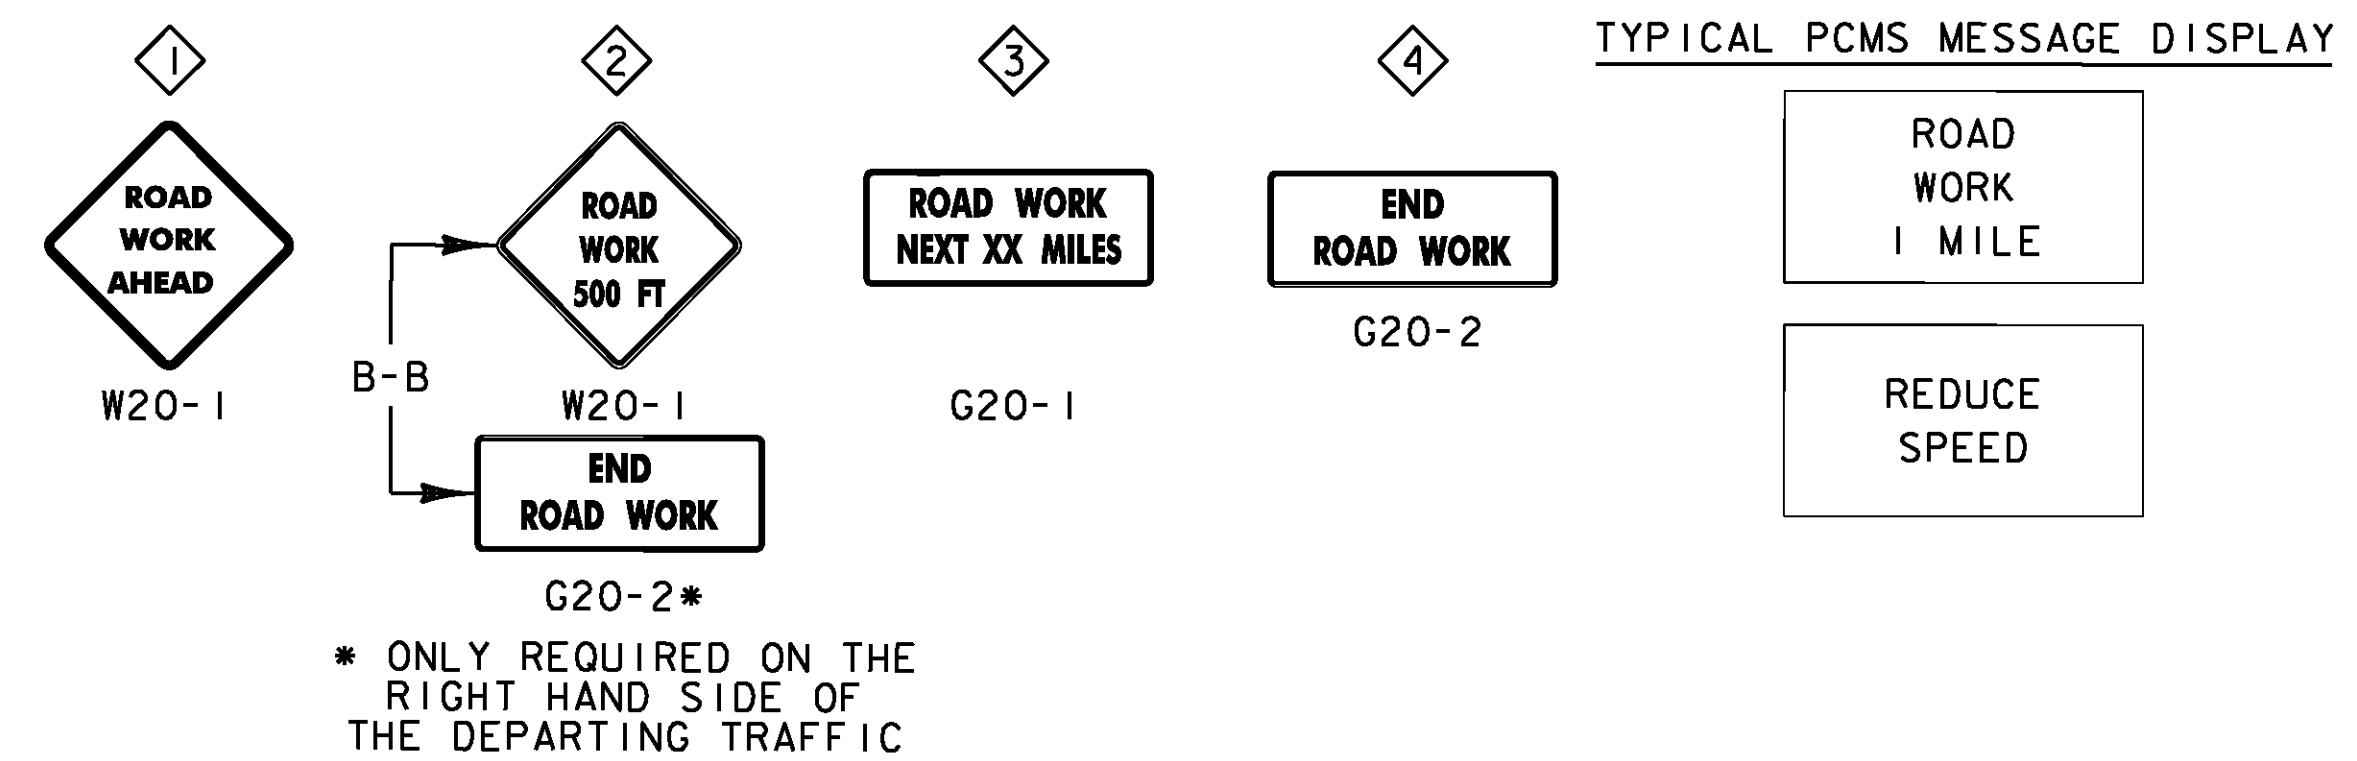 1
ROAD
WORK
AHEAD
W20-1
2
ROAD
WORK
500 FT
W20-1
B-B
END
ROAD WORK
G20-2*
* ONLY REQUIRED ON THE
RIGHT HAND SIDE OF
THE DEPARTING TRAFFIC
3
ROAD WORK
NEXT XX MILES
G20-1
4
END
ROAD WORK
G20-2
TYPICAL PCMS MESSAGE DISPLAY
ROAD
WORK
1 MILE
REDUCE
SPEED